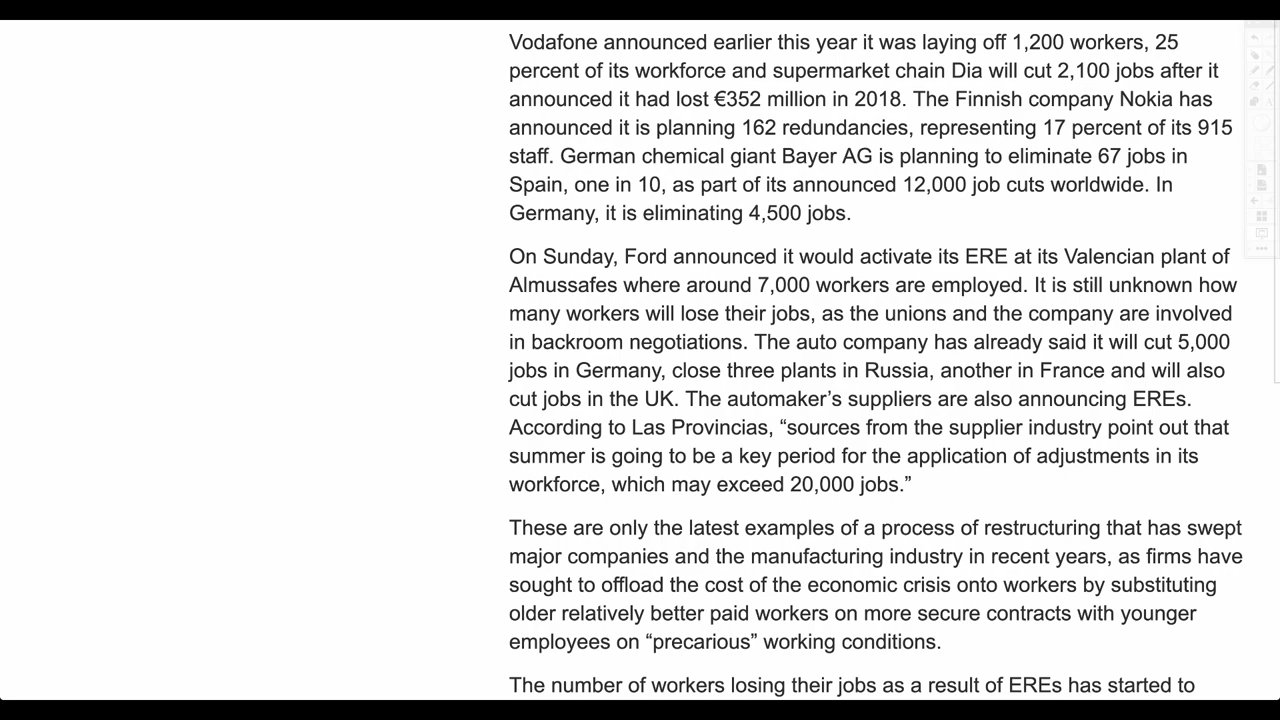 Vodafone announced earlier this year it was laying off 1,200 workers, 25
percent of its workforce and supermarket chain Dia will cut 2,100 jobs after it
announced it had lost €352 million in 2018. The Finnish company Nokia has
announced it is planning 162 redundancies, representing 17 percent of its 915
staff. German chemical giant Bayer AG is planning to eliminate 67 jobs in
Spain, one in 10, as part of its announced 12,000 job cuts worldwide. In
Germany, it is eliminating 4,500 jobs.
On Sunday, Ford announced it would activate its ERE at its Valencian plant of
Almussafes where around 7,000 workers are employed. It is still unknown how
many workers will lose their jobs, as the unions and the company are involved
in backroom negotiations. The auto company has already said it will cut 5,000
jobs in Germany, close three plants in Russia, another in France and will also
cut jobs in the UK. The automaker’s suppliers are also announcing EREs.
According to Las Provincias, “sources from the supplier industry point out that
summer is going to be a key period for the application of adjustments in its
workforce, which may exceed 20,000 jobs.”
These are only the latest examples of a process of restructuring that has swept
major companies and the manufacturing industry in recent years, as firms have
sought to offload the cost of the economic crisis onto workers by substituting
older relatively better paid workers on more secure contracts with younger
employees on “precarious” working conditions.
The number of workers losing their jobs as a result of EREs has started to